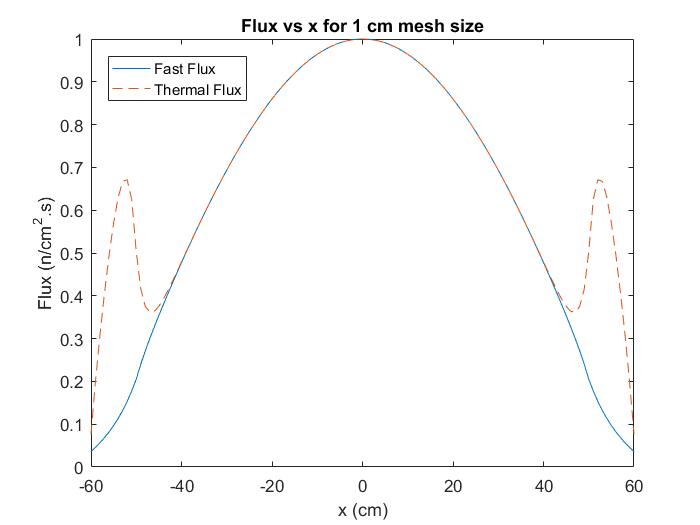 Flux vs x for 1 cm mesh size
Fast Flux
Thermal Flux
Flux (n/cm2.s)
1
0.9
0.8
0.7
0.6
0.5
0.4
0.3
0.2
0.1
0
-60 -40 -20 0 20 40 60
x (cm)